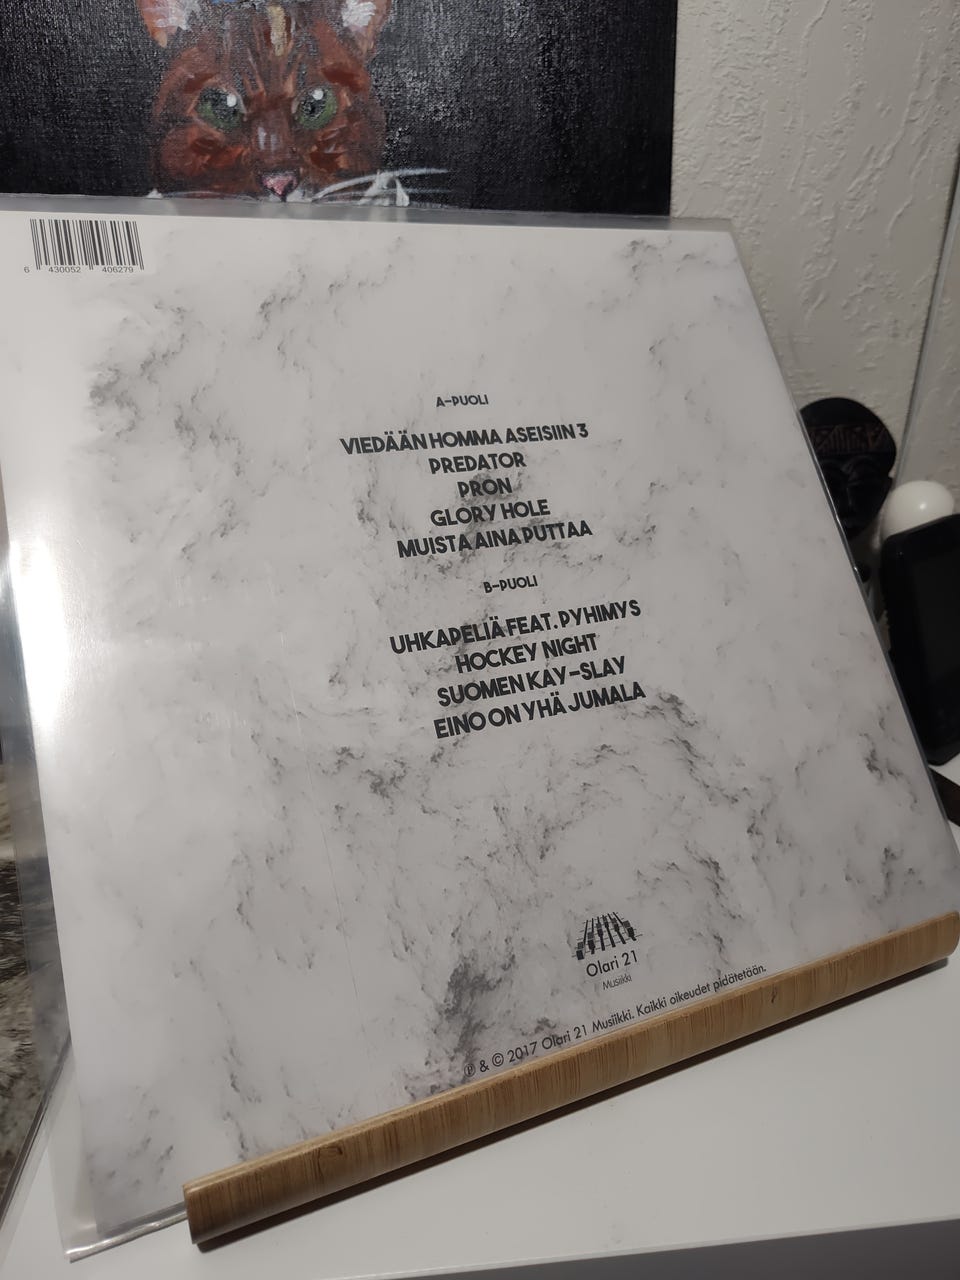 6 430052 406279
A-PUOLI
VIEDÄÄN HOMMA ASEISIIN 3
PREDATOR
PRON
GLORY HOLE
MUISTA AINA PUTTAA
B-PUOLI
UHKAPELIÄ FEAT. PYHIMYS
HOCKEY NIGHT
SUOMEN KAY-SLAY
EINO ON YHÄ JUMALA
Olari 21
Musiikki
℗ & © 2017 Olari 21 Musiikki. Kaikki oikeudet pidätetään.